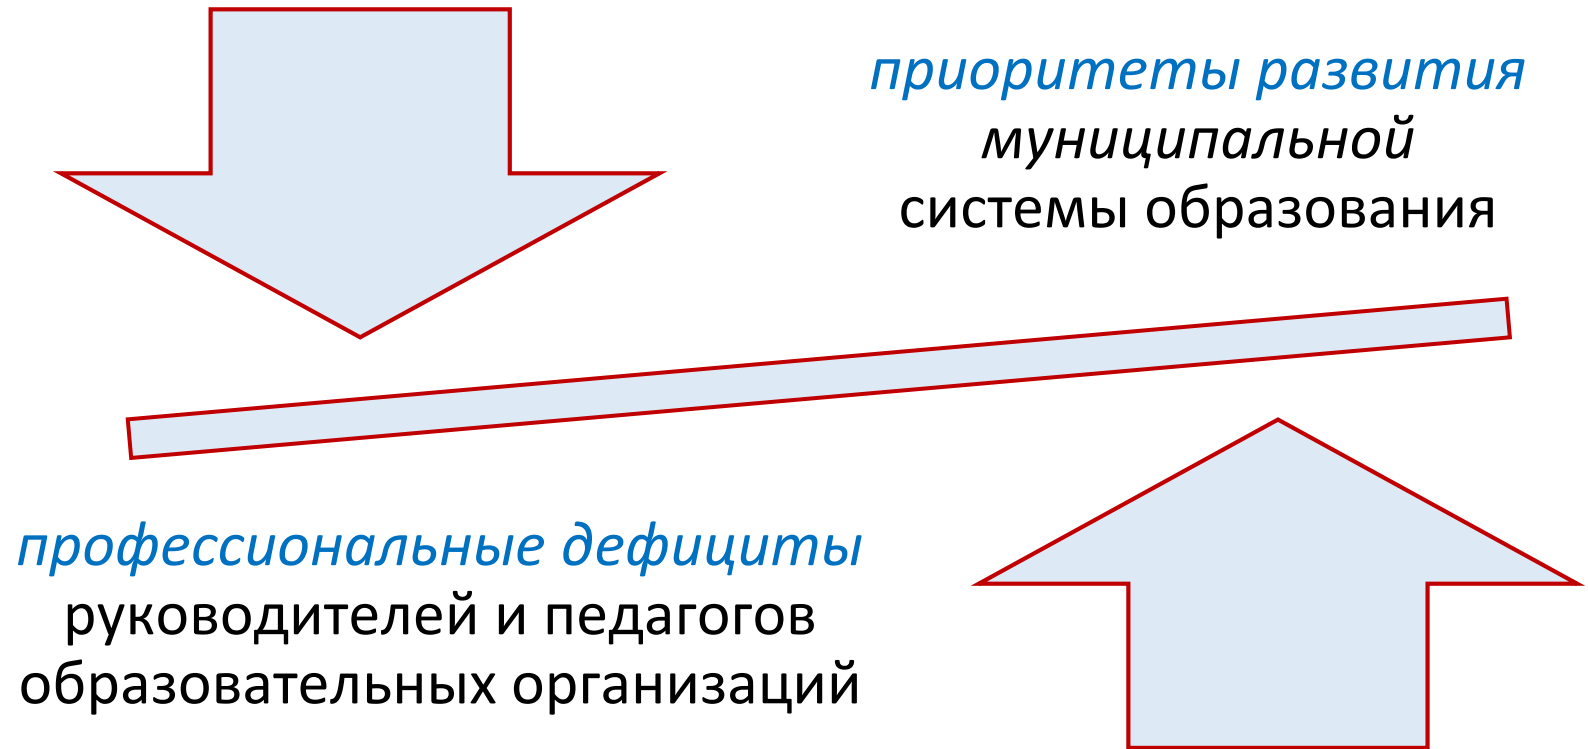 приоритеты развития
муниципальной
системы образования
профессиональные дефициты
руководителей и педагогов
образовательных организаций